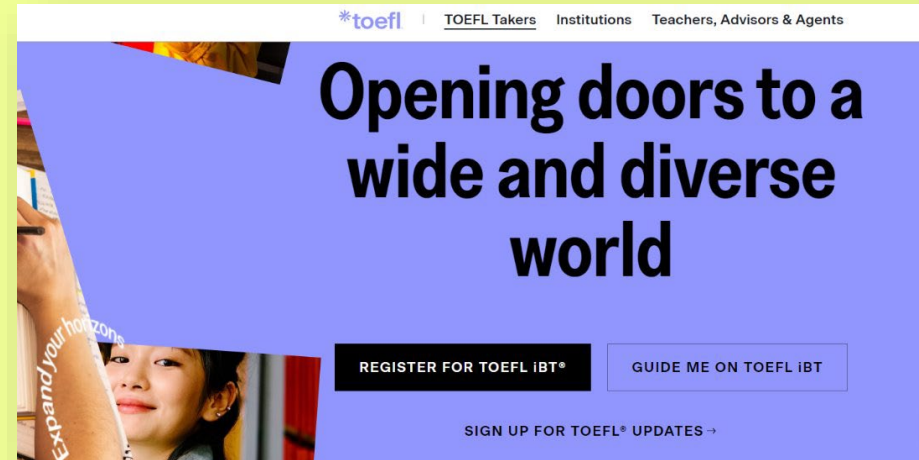 *toefl
TOEFL Takers Institutions Teachers, Advisors & Agents
Opening doors to a
wide and diverse
world
Expand your horizons
REGISTER FOR TOEFL iBT®
GUIDE ME ON TOEFL iBT
SIGN UP FOR TOEFL® UPDATES→